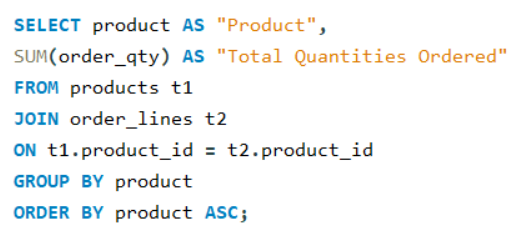 SELECT product AS "Product",
SUM(order_qty) AS "Total Quantities Ordered"
FROM products t1
JOIN order_lines t2
ON t1.product_id = t2.product_id
GROUP BY product
ORDER BY product ASC;